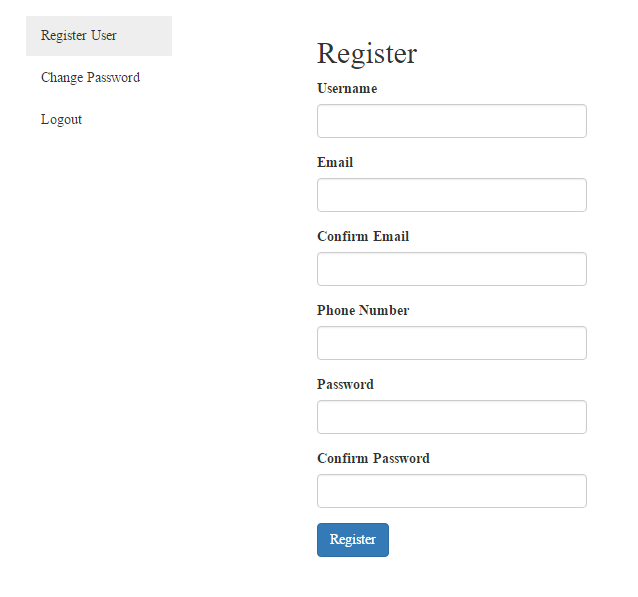 Register User
Change Password
Logout
Register
Username
Email
Confirm Email
Phone Number
Password
Confirm Password
Register